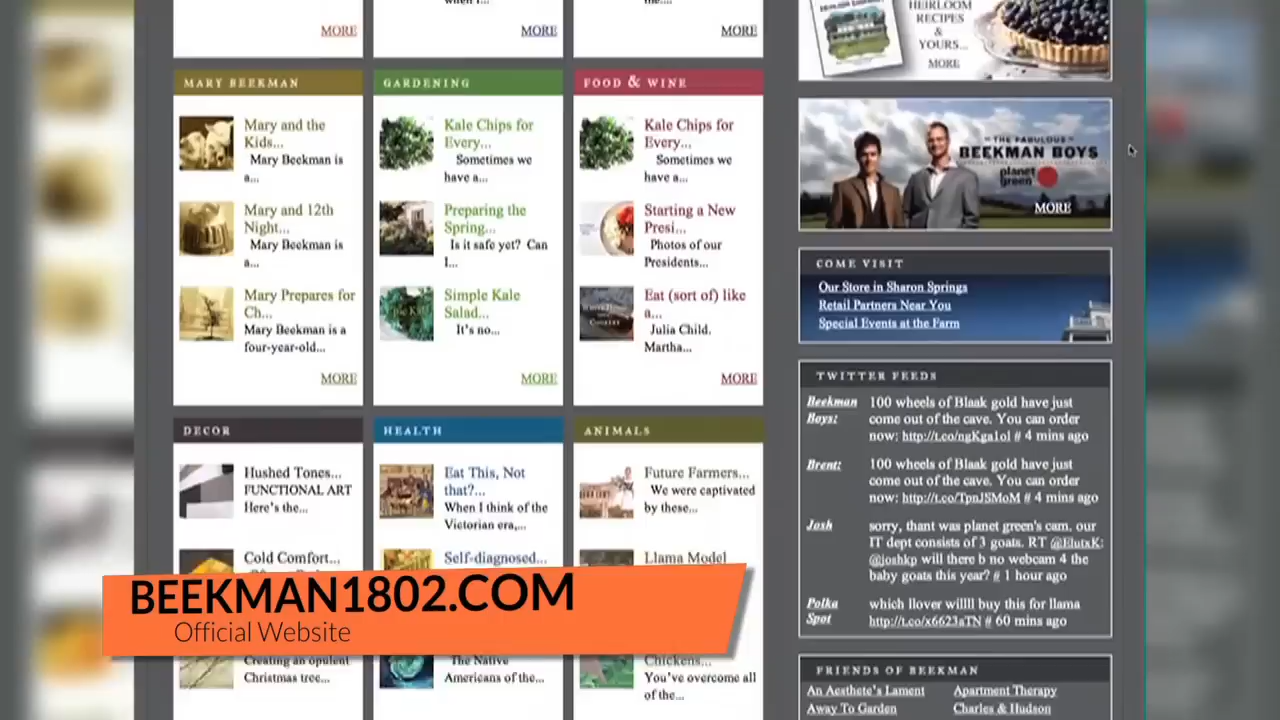 when I...
the....
MORE
MORE
MORE
HEIRLOOM
RECIPES
&
YOURS...
MORE
MARY BEEKMAN
Mary and the
Kids...
Mary Beekman is
a...
Mary and 12th
Night...
Mary Beekman is
a...
Mary Prepares for
Ch...
Mary Beekman is a
four-year-old...
MORE
GARDENING
Kale Chips for
Every...
Sometimes we
have a...
Preparing the
Spring...
Is it safe yet? Can
I...
Simple Kale
Salad...
It's no...
MORE
FOOD & WINE
Kale Chips for
Every...
Sometimes we
have a...
Starting a New
Presi...
Photos of our
Presidents...
Eat (sort of) like
a...
Julia Child.
Martha...
MORE
THE FABULOUS
BEEKMAN BOYS
planet
green
MORE
COME VISIT
Our Store in Sharon Springs
Retail Partners Near You
Special Events at the Farm
TWITTER FEEDS
Beekman Boys:
100 wheels of Blaak gold have just
come out of the cave. You can order
now: http://t.co/ngKga1ol # 4 mins ago
Brent:
100 wheels of Blaak gold have just
come out of the cave. You can order
now: http://t.co/TpnJSMoM # 4 mins ago
Josh
sorry, thant was planet green's cam. our
IT dept consists of 3 goats. RT @ElutxK:
@joshkp will there b no webcam 4 the
baby goats this year? # 1 hour ago
Polka Spot
which llover willll buy this for llama
http://t.co/x6623aTN # 60 mins ago
FRIENDS OF BEEKMAN
An Aesthete's Lament
Apartment Therapy
Away To Garden
Charles & Hudson
DECOR
Hushed Tones...
FUNCTIONAL ART
Here's the...
Cold Comfort...
Creating an opulent
Christmas tree...
HEALTH
Eat This, Not
that?...
When I think of the
Victorian era,...
Self-diagnosed...
The Native
Americans of the...
ANIMALS
Future Farmers...
We were captivated
by these...
Llama Model
Chickens...
You've overcome all
of the...
BEEKMAN1802.COM
Official Website